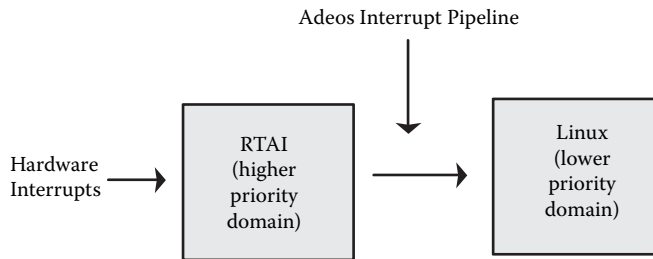 Adeos Interrupt Pipeline
Hardware
Interrupts
RTAI
(higher
priority
domain)
Linux
(lower
priority
domain)